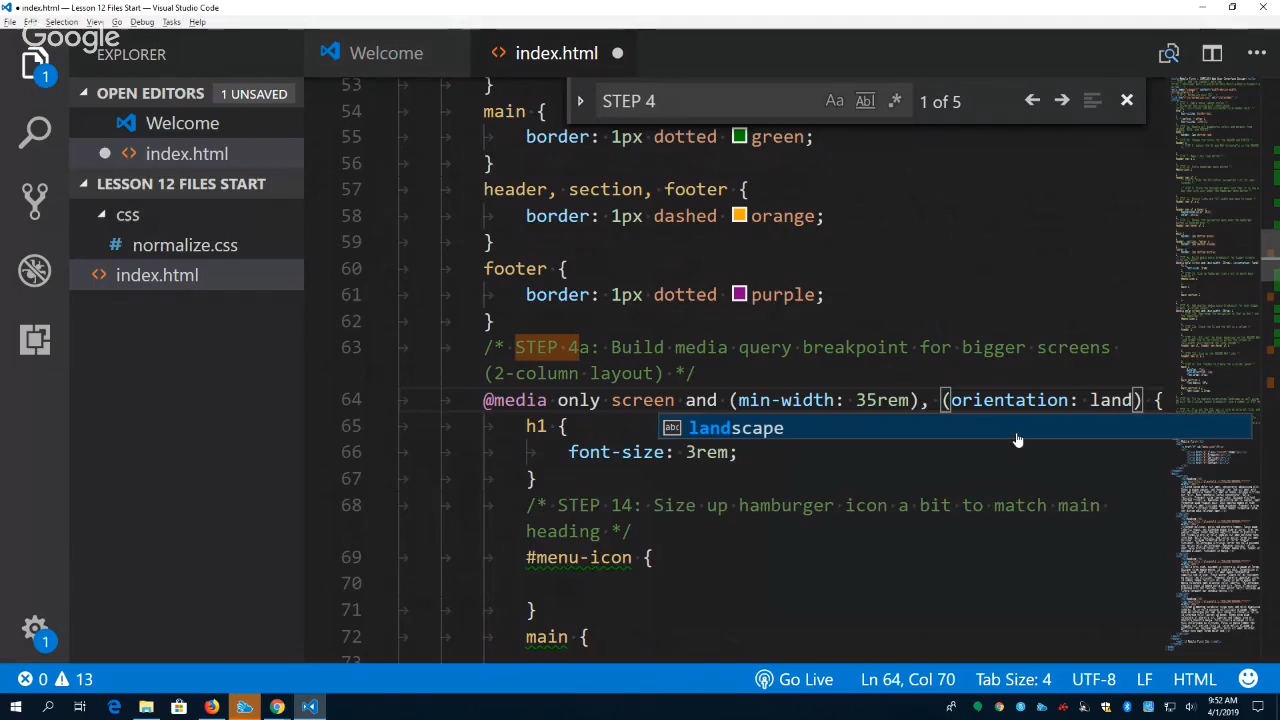 index.html - Lesson 12 Files Start - Visual Studio Code
File Edit Selection View Go Debug Tasks Help
Google
EXPLORER
Welcome
index.html
OPEN EDITORS 1 UNSAVED
Welcome
index.html
LESSON 12 FILES START
css
# normalize.css
index.html
1
1
STEP 4
Aa Abl .* 1 of 5
53 }
54 main {
55 border: 1px dotted green;
56 }
57 header, section, footer {
58 border: 1px dashed orange;
59 }
60 footer {
61 border: 1px dotted purple;
62 }
63 /* STEP 4a: Build media query breakpoint for bigger screens
(2-column layout) */
64 @media only screen and (min-width: 35rem), (orientation: land) {
abc landscape
65 h1 {
66 font-size: 3rem;
67 }
68 /* STEP 14: Size up hamburger icon a bit to match main
heading */
69 #menu-icon {
70
71 }
72 main {
73
0 13
Go Live Ln 64, Col 70 Tab Size: 4 UTF-8 LF HTML
9:52 AM
4/1/2019